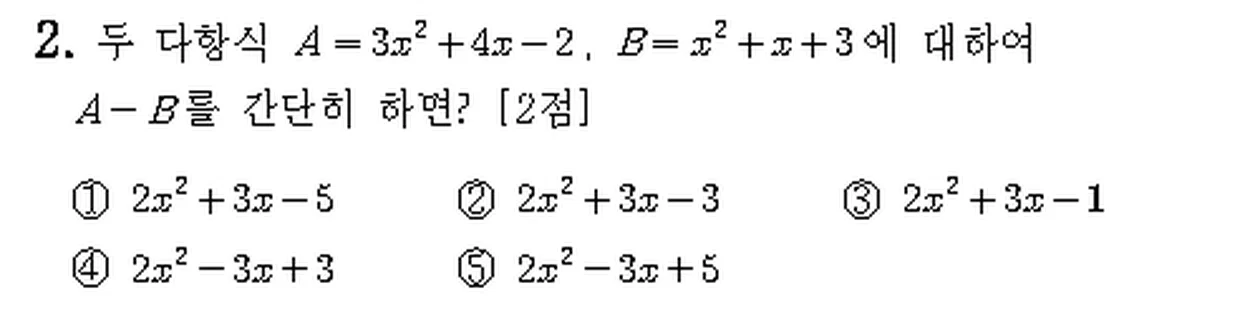 2. 두 다항식 A = 3x² + 4x − 2, B = x² + x + 3에 대하여
A − B를 간단히 하면? [2점]
① 2x² + 3x − 5 ② 2x² + 3x − 3 ③ 2x² + 3x − 1
④ 2x² − 3x + 3 ⑤ 2x² − 3x + 5